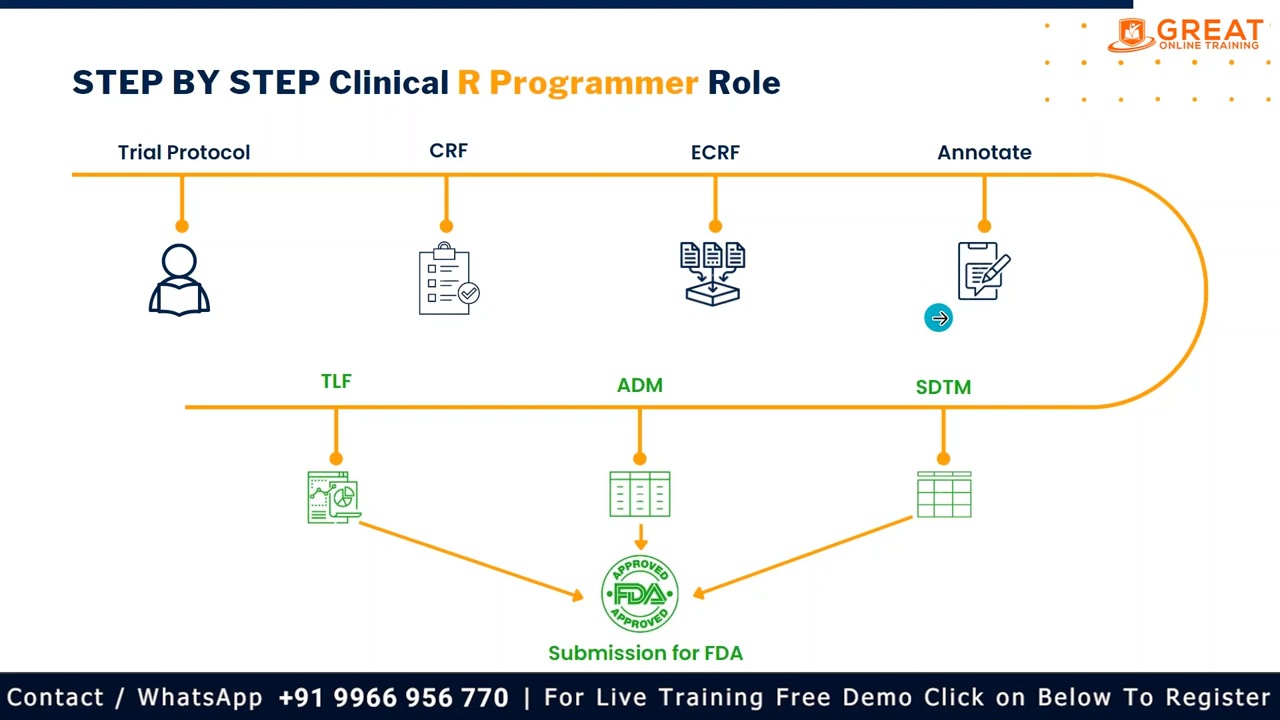 GREAT
ONLINE TRAINING
STEP BY STEP Clinical R Programmer Role
Trial Protocol
CRF
ECRF
Annotate
TLF
ADM
SDTM
APPROVED
FDA
APPROVED
Submission for FDA
Contact / WhatsApp +91 9966 956 770 | For Live Training Free Demo Click on Below To Register